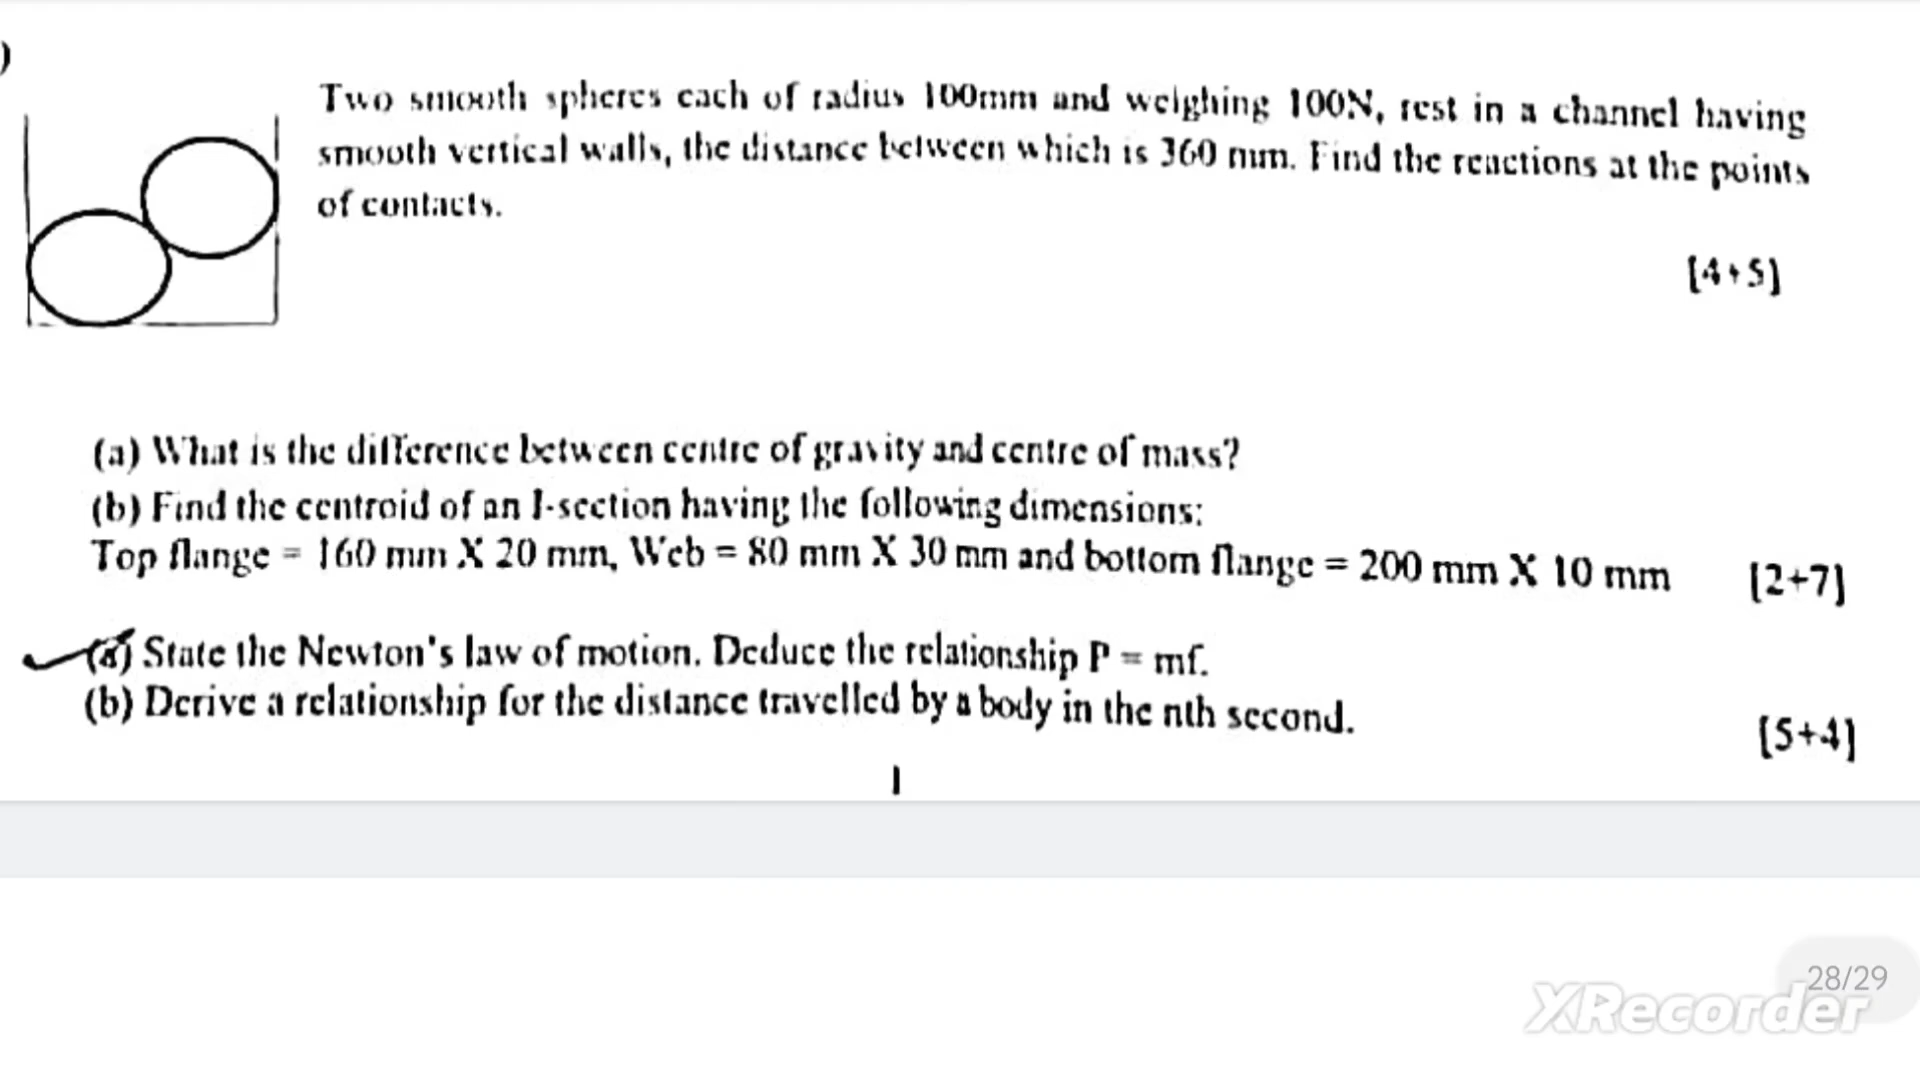 )
Two smooth spheres each of radius 100mm and weighing 100N, rest in a channel having
smooth vertical walls, the distance between which is 360 mm. Find the reactions at the points
of contacts.
[4+5]
(a) What is the difference between centre of gravity and centre of mass?
(b) Find the centroid of an I-section having the following dimensions:
Top flange = 160 mm X 20 mm, Web = 80 mm X 30 mm and bottom flange = 200 mm X 10 mm [2+7]
(a) State the Newton's law of motion. Deduce the relationship P = mf.
(b) Derive a relationship for the distance travelled by a body in the nth second.
[5+4]
1
28/29
XRecorder